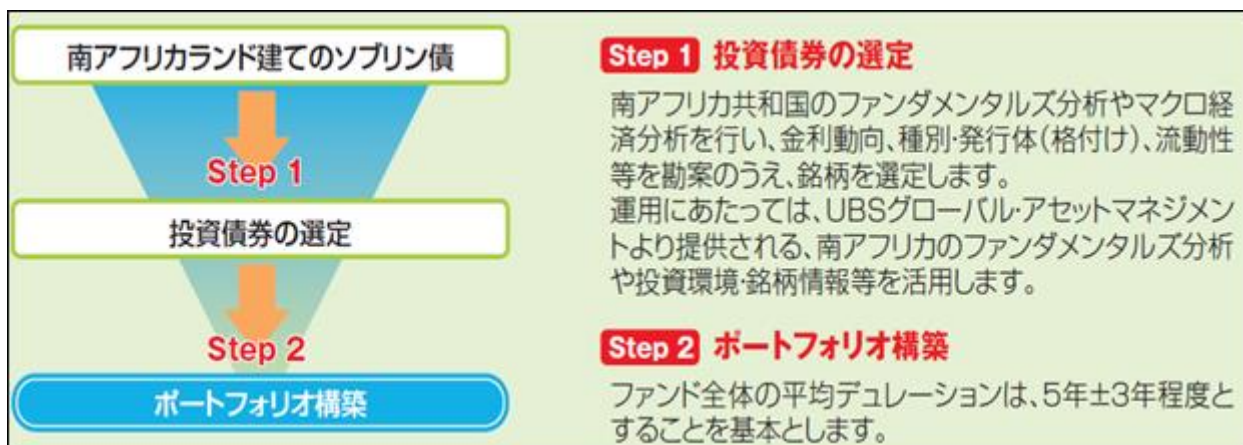 南アフリカランド建てのソブリン債
Step 1
投資債券の選定
Step 2
ポートフォリオ構築
Step 1 投資債券の選定
南アフリカ共和国のファンダメンタルズ分析やマクロ経
済分析を行い、金利動向、種別・発行体(格付け)、流動性
等を勘案のうえ、銘柄を選定します。
運用にあたっては、UBSグローバル・アセットマネジメン
トより提供される、南アフリカのファンダメンタルズ分析
や投資環境・銘柄情報等を活用します。
Step 2 ポートフォリオ構築
ファンド全体の平均デュレーションは、5年±3年程度と
することを基本とします。